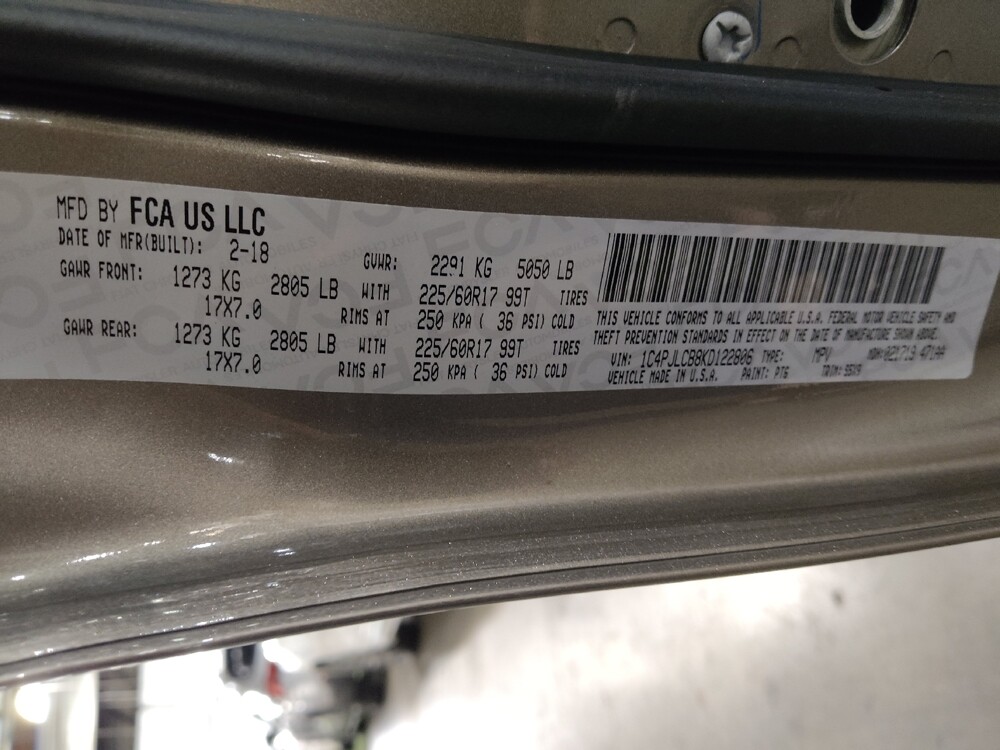 MFD BY FCA US LLC
DATE OF MFR(BUILT): 2-18
GVWR: 2291 KG 5050 LB
GAWR FRONT: 1273 KG 2805 LB WITH 225/60R17 99T TIRES
17X7.0 RIMS AT 250 KPA ( 36 PSI) COLD
GAWR REAR: 1273 KG 2805 LB WITH 225/60R17 99T TIRES
17X7.0 RIMS AT 250 KPA ( 36 PSI) COLD
THIS VEHICLE CONFORMS TO ALL APPLICABLE U.S.A. FEDERAL MOTOR VEHICLE SAFETY AND
THEFT PREVENTION STANDARDS IN EFFECT ON THE DATE OF MANUFACTURE SHOWN ABOVE.
VIN: 1C4PJLCB8KD122806 TYPE: MPV MDH:021719 471AA
VEHICLE MADE IN U.S.A. PAINT: PTG TRIM: